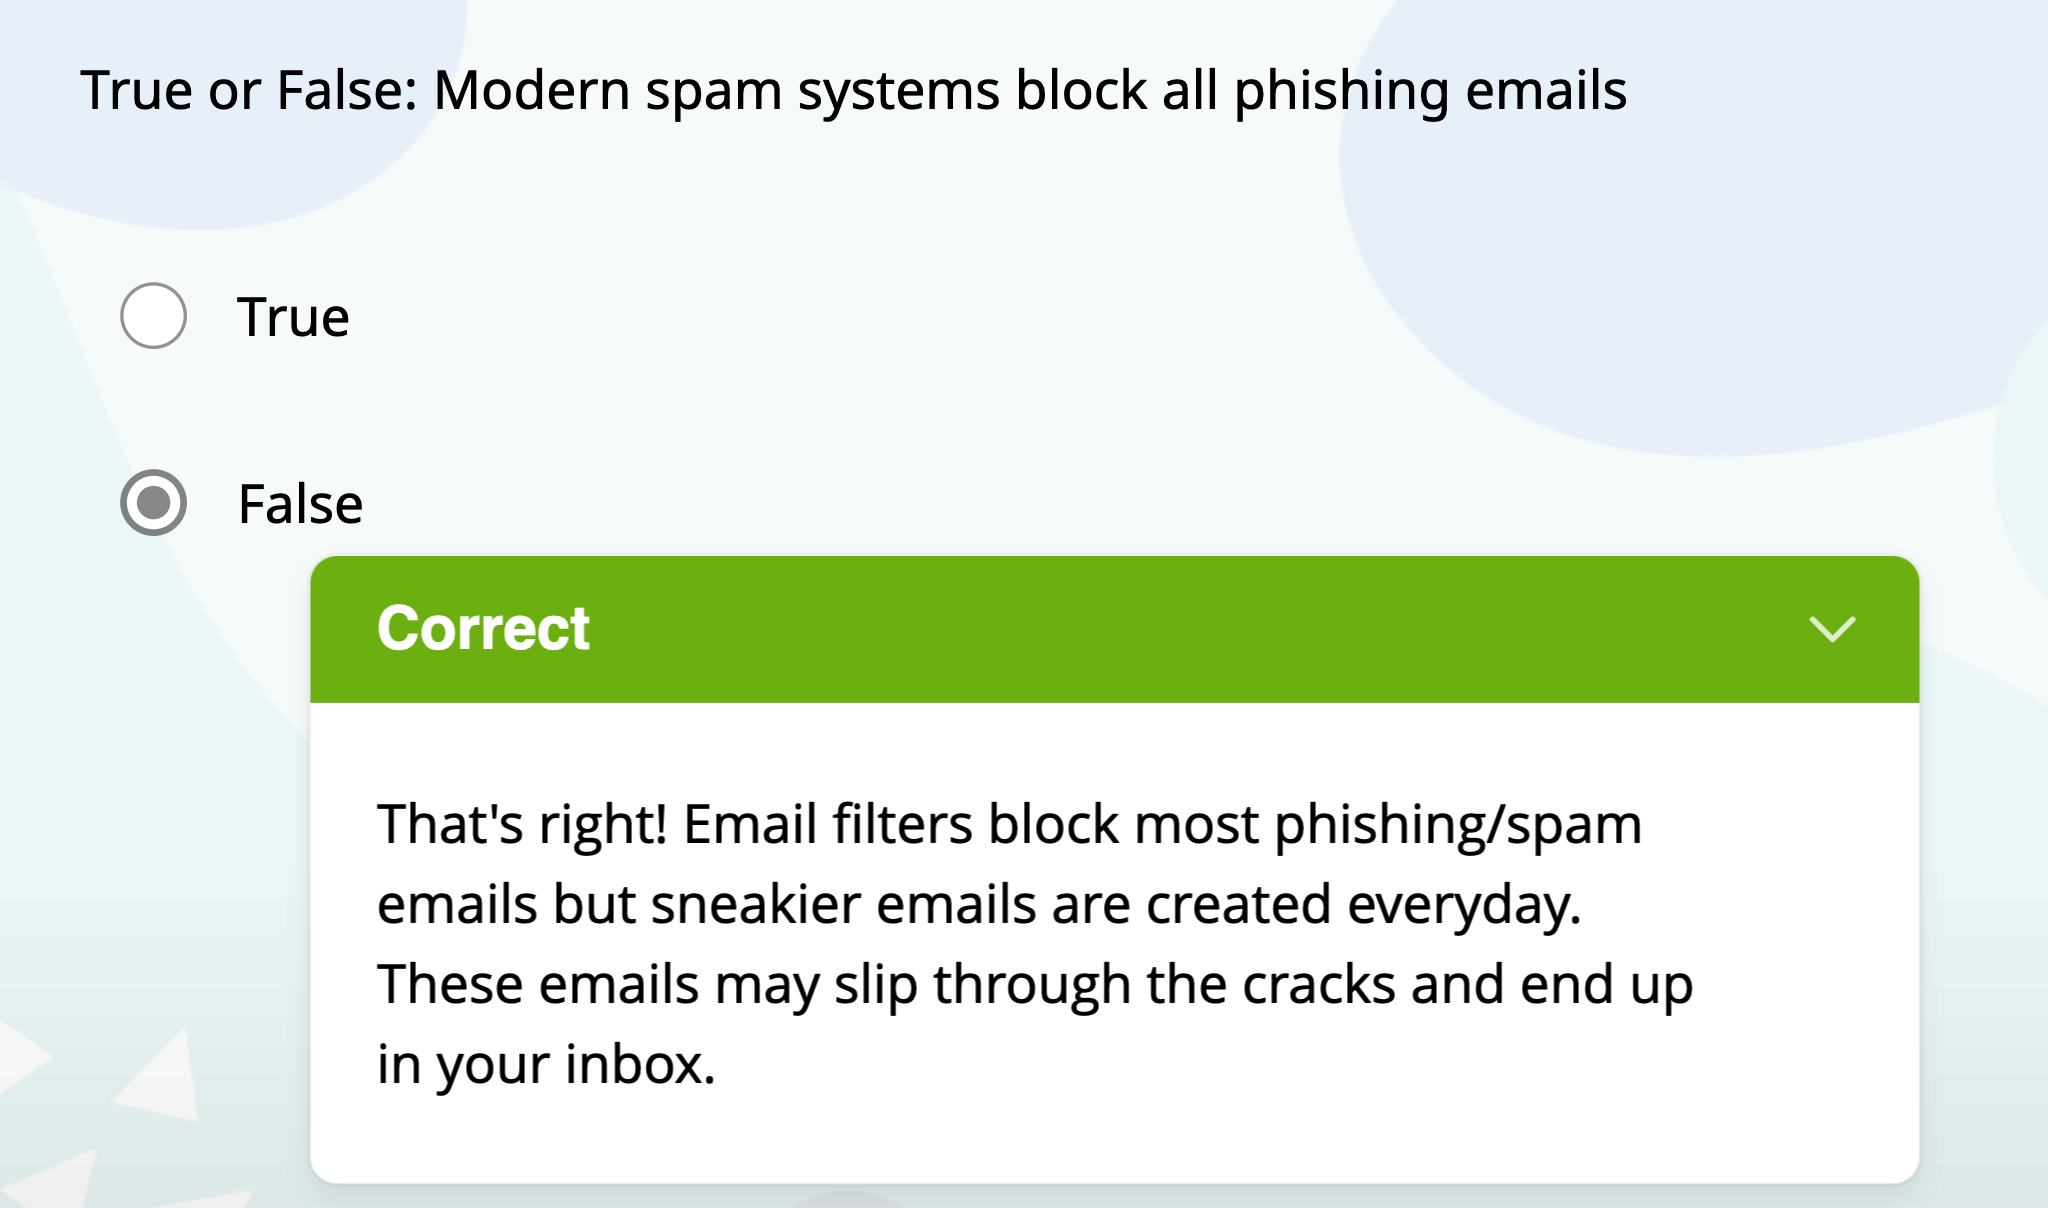 True or False: Modern spam systems block all phishing emails
True
False
Correct
That's right! Email filters block most phishing/spam
emails but sneakier emails are created everyday.
These emails may slip through the cracks and end up
in your inbox.